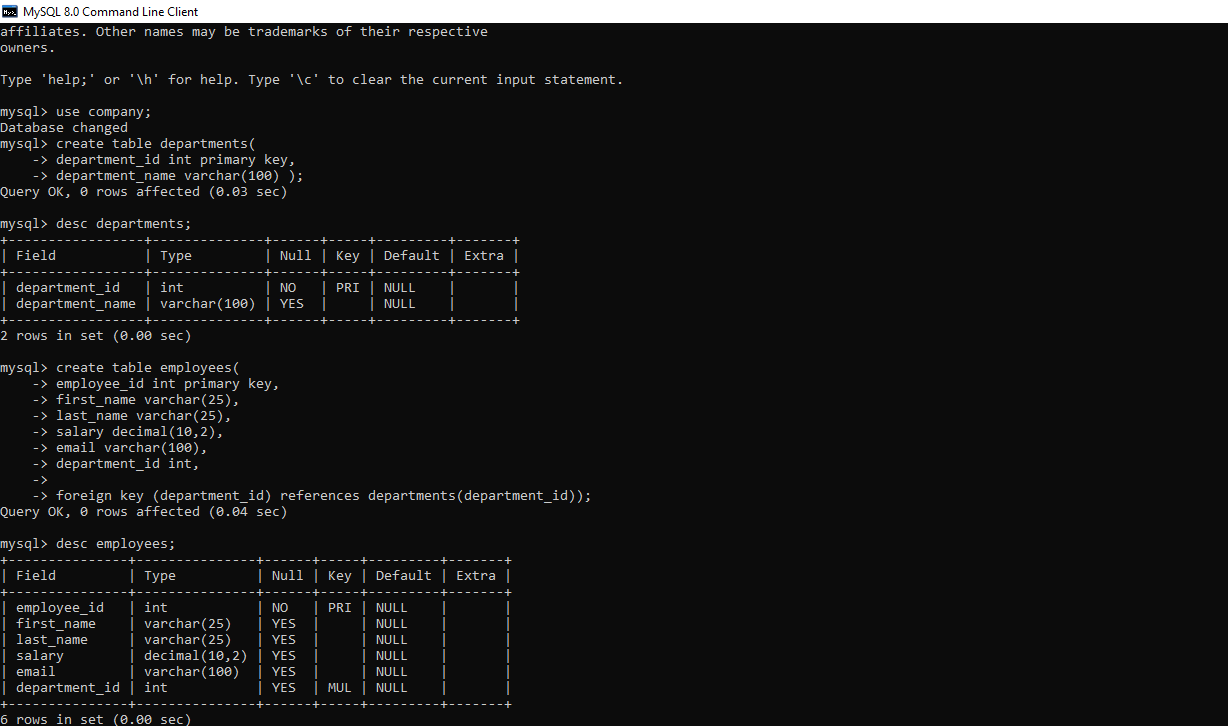 MySQL 8.0 Command Line Client
affiliates. Other names may be trademarks of their respective
owners.
Type 'help;' or '\h' for help. Type '\c' to clear the current input statement.
mysql> use company;
Database changed
mysql> create table departments(
    -> department_id int primary key,
    -> department_name varchar(100) );
Query OK, 0 rows affected (0.03 sec)
mysql> desc departments;
+-----------------+--------------+------+-----+---------+-------+
| Field           | Type         | Null | Key | Default | Extra |
+-----------------+--------------+------+-----+---------+-------+
| department_id   | int          | NO   | PRI | NULL    |       |
| department_name | varchar(100) | YES  |     | NULL    |       |
+-----------------+--------------+------+-----+---------+-------+
2 rows in set (0.00 sec)
mysql> create table employees(
    -> employee_id int primary key,
    -> first_name varchar(25),
    -> last_name varchar(25),
    -> salary decimal(10,2),
    -> email varchar(100),
    -> department_id int,
    ->
    -> foreign key (department_id) references departments(department_id));
Query OK, 0 rows affected (0.04 sec)
mysql> desc employees;
+---------------+---------------+------+-----+---------+-------+
| Field         | Type          | Null | Key | Default | Extra |
+---------------+---------------+------+-----+---------+-------+
| employee_id   | int           | NO   | PRI | NULL    |       |
| first_name    | varchar(25)   | YES  |     | NULL    |       |
| last_name     | varchar(25)   | YES  |     | NULL    |       |
| salary        | decimal(10,2) | YES  |     | NULL    |       |
| email         | varchar(100)  | YES  |     | NULL    |       |
| department_id | int           | YES  | MUL | NULL    |       |
+---------------+---------------+------+-----+---------+-------+
6 rows in set (0.00 sec)